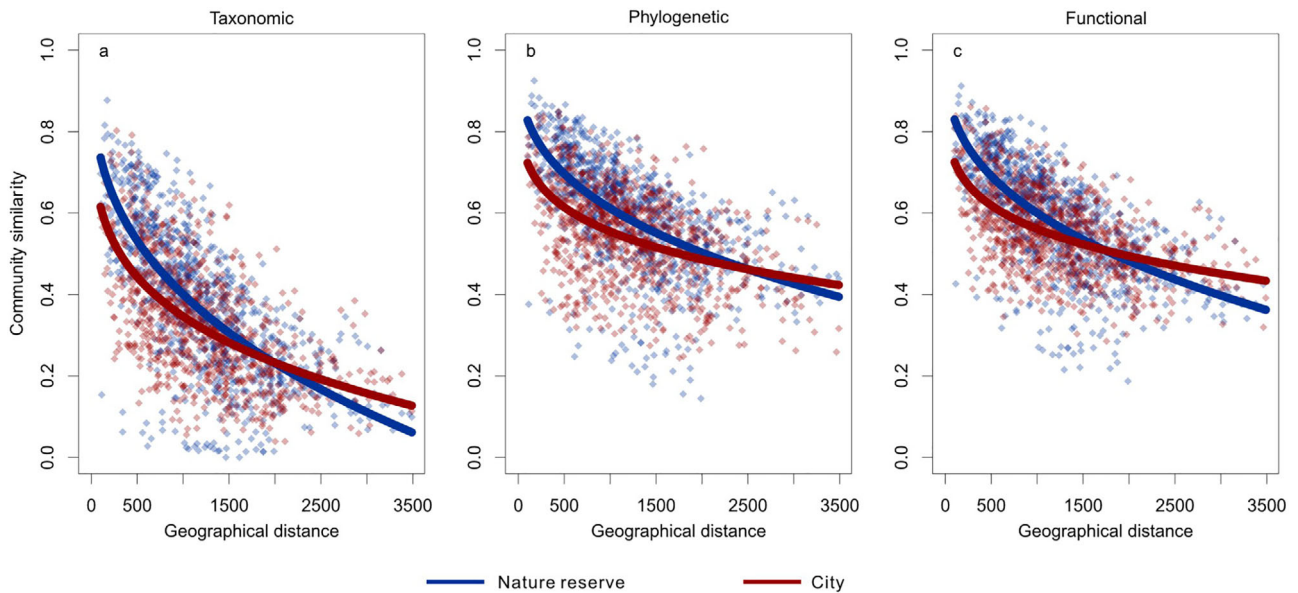 Taxonomic
Phylogenetic
Functional
a
b
c
Community similarity
1.0
0.8
0.6
0.4
0.2
0.0
1.0
0.8
0.6
0.4
0.2
0.0
1.0
0.8
0.6
0.4
0.2
0.0
0 500 1500 2500 3500
0 500 1500 2500 3500
0 500 1500 2500 3500
Geographical distance
Geographical distance
Geographical distance
Nature reserve
City